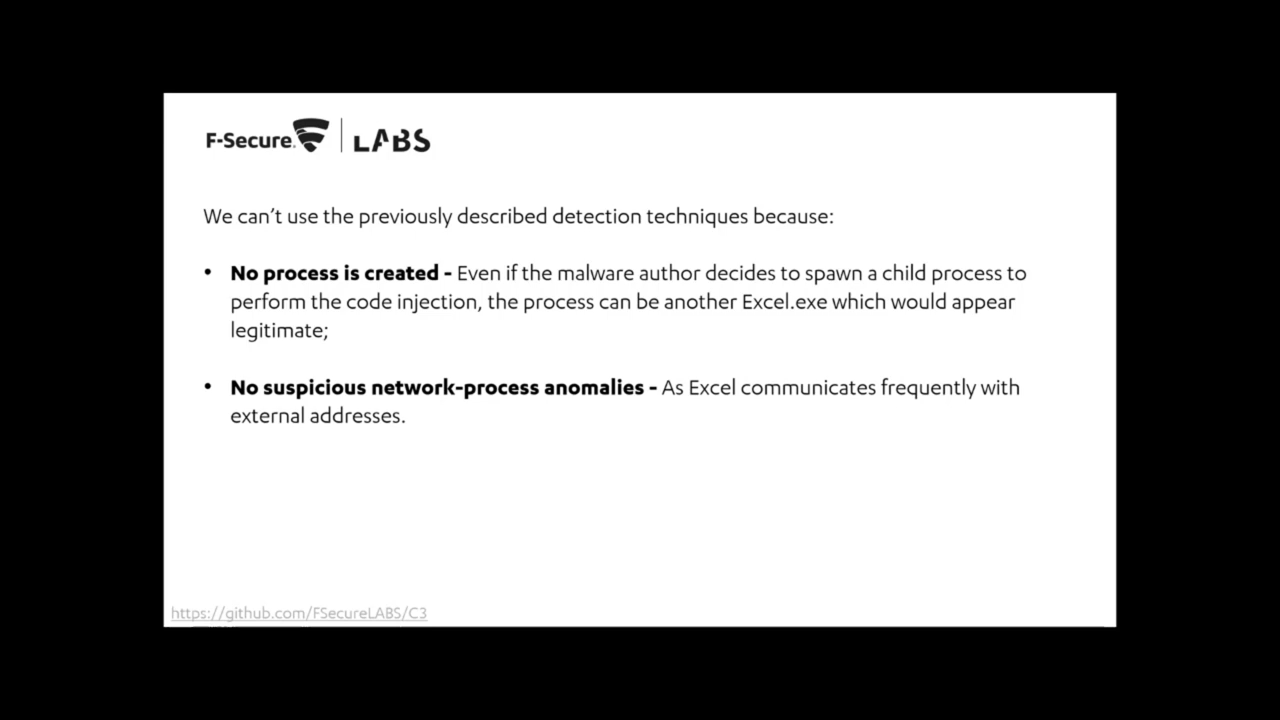 F-Secure. LABS
We can't use the previously described detection techniques because:
• No process is created - Even if the malware author decides to spawn a child process to
perform the code injection, the process can be another Excel.exe which would appear
legitimate;
• No suspicious network-process anomalies - As Excel communicates frequently with
external addresses.
https://github.com/FSecureLABS/C3